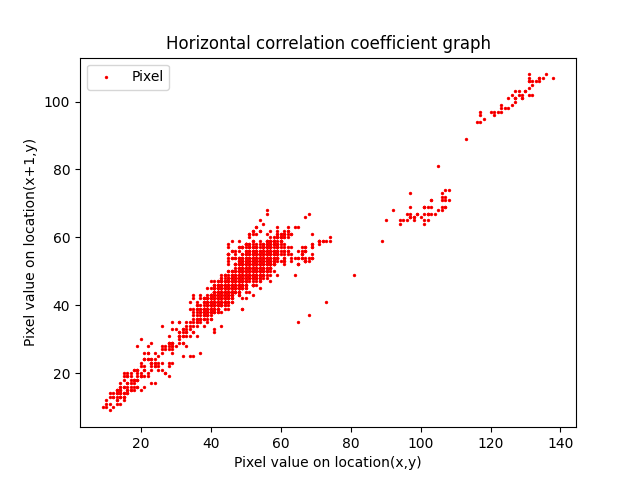 Horizontal correlation coefficient graph
Pixel
Pixel value on location(x+1,y)
100
80
60
40
20
20 40 60 80 100 120 140
Pixel value on location(x,y)